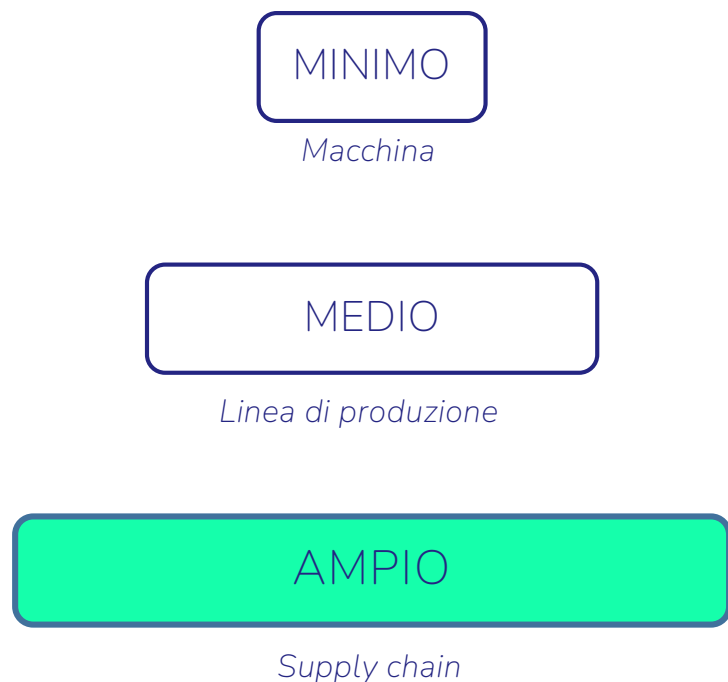 MINIMO
Macchina
MEDIO
Linea di produzione
AMPIO
Supply chain